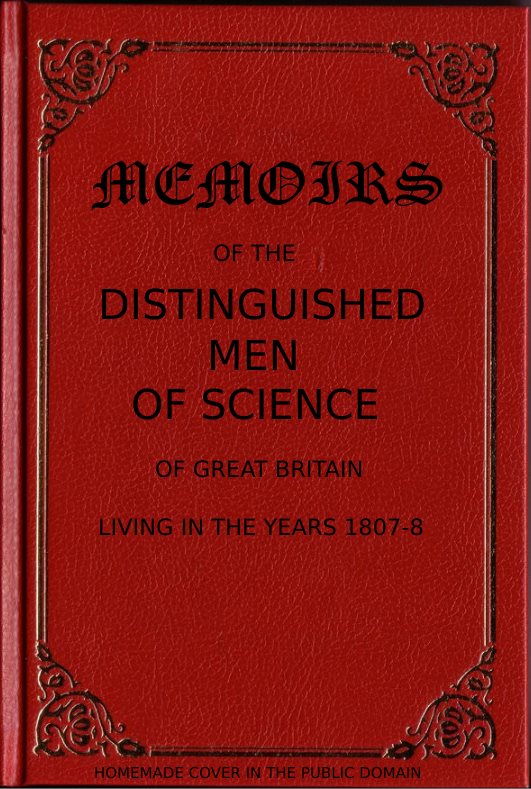 MEMOIRS
OF THE
DISTINGUISHED
MEN
OF SCIENCE
OF GREAT BRITAIN
LIVING IN THE YEARS 1807-8
HOMEMADE COVER IN THE PUBLIC DOMAIN